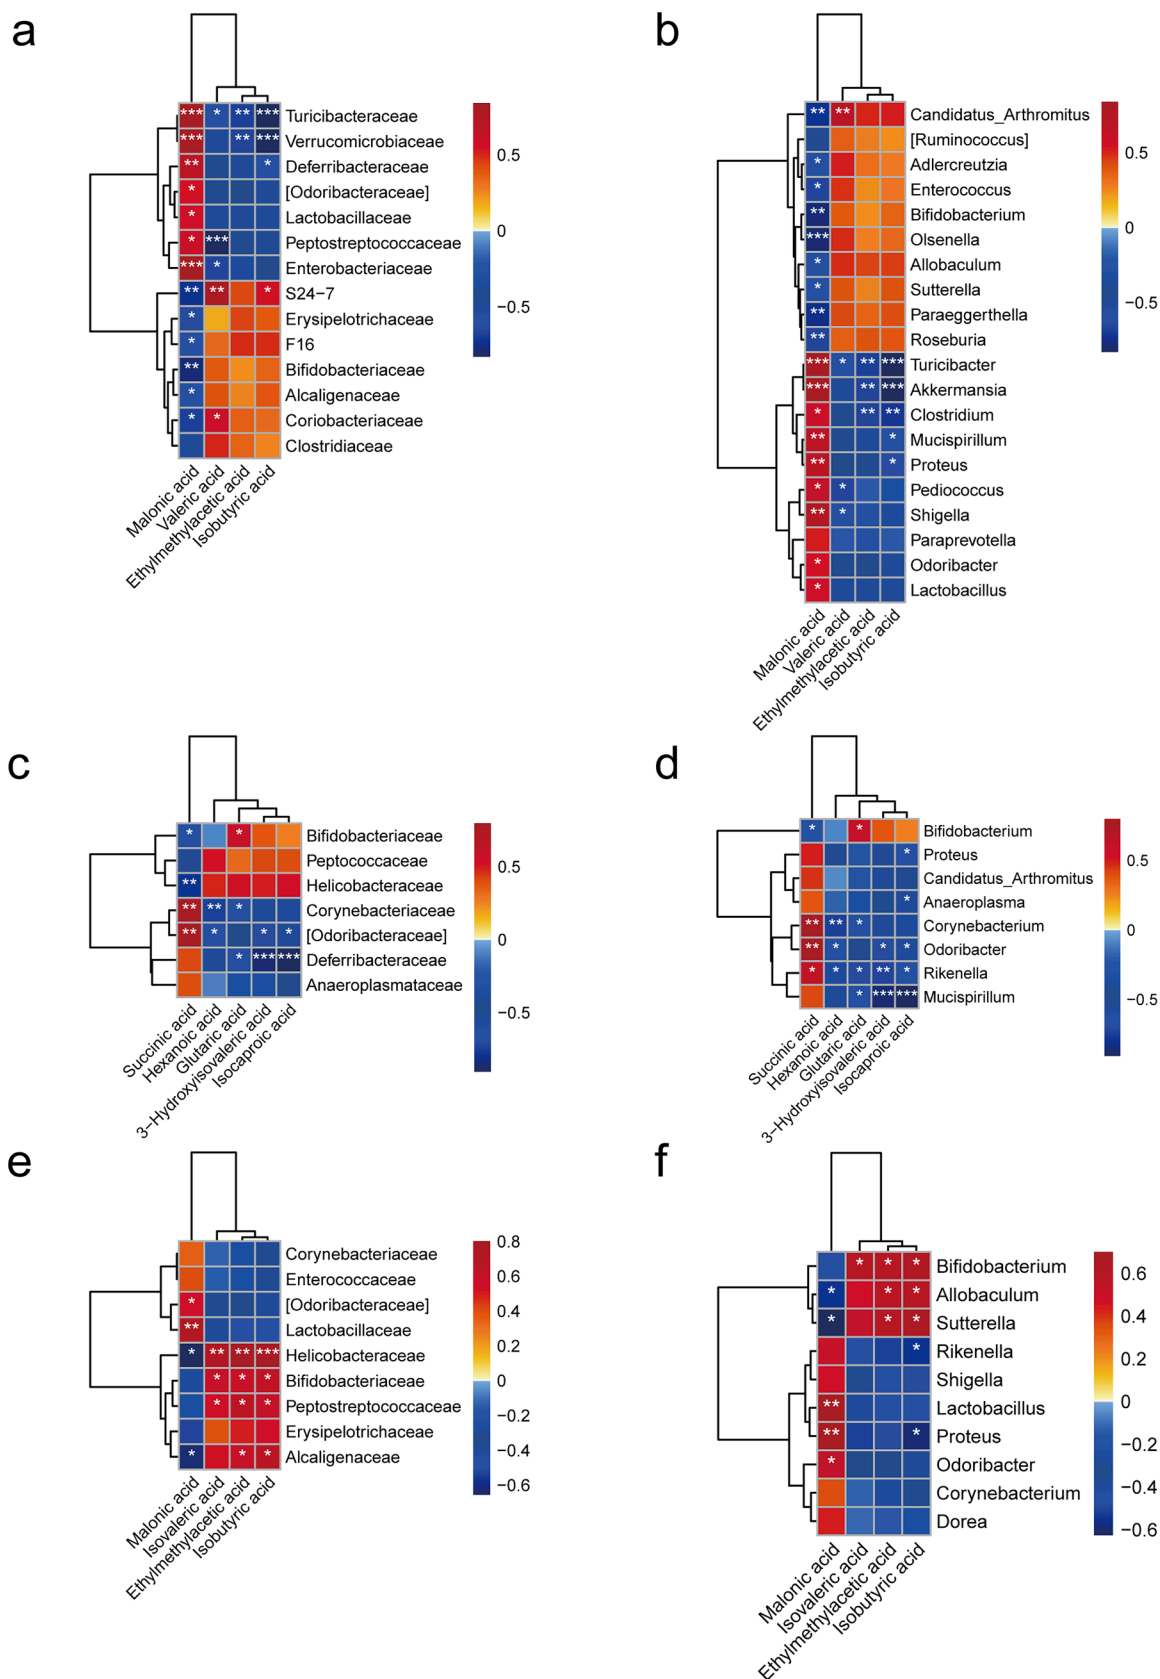 a
*** * ** *** Turicibacteraceae
*** ** *** Verrucomicrobiaceae
** * Deferribacteraceae
* [Odoribacteraceae]
* Lactobacillaceae
* *** Peptostreptococcaceae
*** * Enterobacteriaceae
** ** * S24−7
* Erysipelotrichaceae
* F16
** Bifidobacteriaceae
* Alcaligenaceae
* * Coriobacteriaceae
Clostridiaceae
Malonic acid
Valeric acid
Ethylmethylacetic acid
Isobutyric acid
0.5
0
−0.5
b
** ** Candidatus_Arthromitus
[Ruminococcus]
* Adlercreutzia
* Enterococcus
** Bifidobacterium
*** Olsenella
* Allobaculum
* Sutterella
** Paraeggerthella
** Roseburia
*** * ** *** Turicibacter
*** ** *** Akkermansia
* ** ** Clostridium
** * Mucispirillum
** * Proteus
* * Pediococcus
** * Shigella
Paraprevotella
* Odoribacter
* Lactobacillus
Malonic acid
Valeric acid
Ethylmethylacetic acid
Isobutyric acid
0.5
0
−0.5
c
* * Bifidobacteriaceae
Peptococcaceae
** Helicobacteraceae
** ** * Corynebacteriaceae
** * * * [Odoribacteraceae]
* *** *** Deferribacteraceae
Anaeroplasmataceae
Succinic acid
Hexanoic acid
Glutaric acid
3−Hydroxyisovaleric acid
Isocaproic acid
0.5
0
−0.5
d
* * Bifidobacterium
* Proteus
Candidatus_Arthromitus
* Anaeroplasma
** ** * Corynebacterium
** * * * Odoribacter
* * * ** * Rikenella
* *** *** Mucispirillum
Succinic acid
Hexanoic acid
Glutaric acid
3−Hydroxyisovaleric acid
Isocaproic acid
0.5
0
−0.5
e
Corynebacteriaceae
Enterococcaceae
* [Odoribacteraceae]
** Lactobacillaceae
* ** ** *** Helicobacteraceae
* * * Bifidobacteriaceae
* * * Peptostreptococcaceae
Erysipelotrichaceae
* * * Alcaligenaceae
Malonic acid
Isovaleric acid
Ethylmethylacetic acid
Isobutyric acid
0.8
0.6
0.4
0.2
0
−0.2
−0.4
−0.6
f
* * * Bifidobacterium
* * * Allobaculum
* * * Sutterella
* Rikenella
Shigella
** Lactobacillus
** * Proteus
* Odoribacter
Corynebacterium
Dorea
Malonic acid
Isovaleric acid
Ethylmethylacetic acid
Isobutyric acid
0.6
0.4
0.2
0
−0.2
−0.4
−0.6